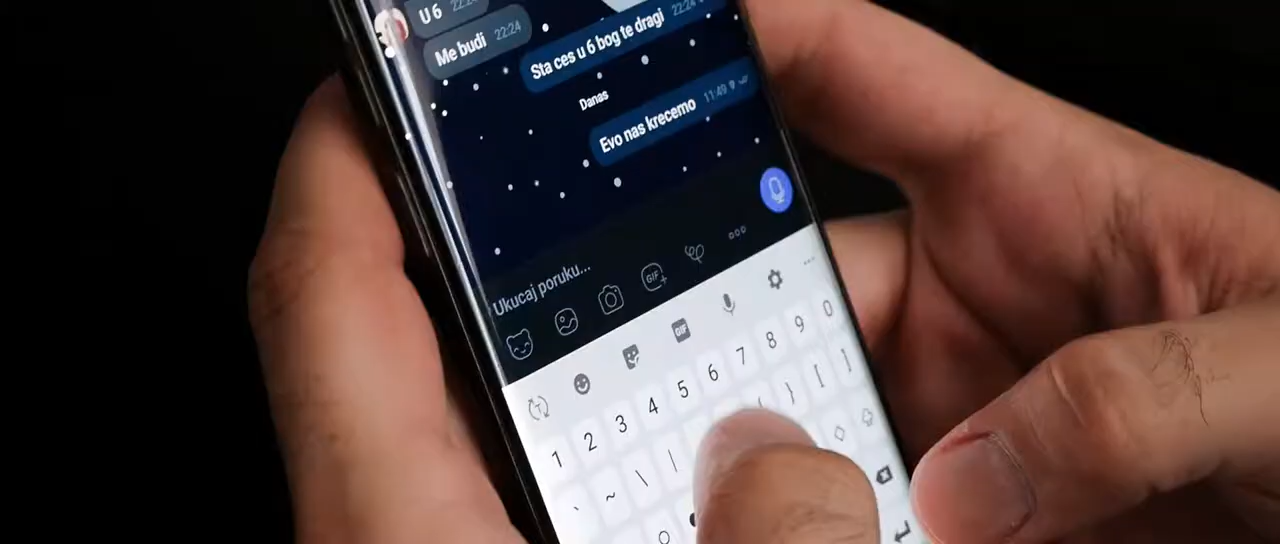 U 6 22:24
Me budi 22:24
Sta ces u 6 bog te dragi 22:24
Danas
Evo nas krecemo 11:49
Ukucaj poruku...
GIF+
T
GIF
1 2 3 4 5 6 7 8 9 0
` ~ \ | { } [ ]